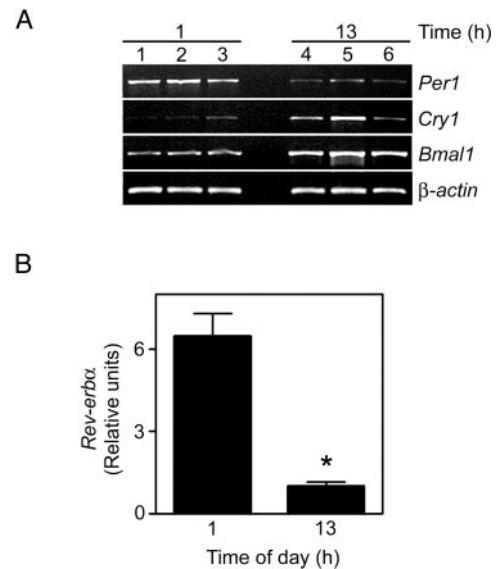 A
1 13 Time (h)
1 2 3 4 5 6
Per1
Cry1
Bmal1
β-actin
B
Rev-erbα
(Relative units)
6
3
0
*
1 13
Time of day (h)